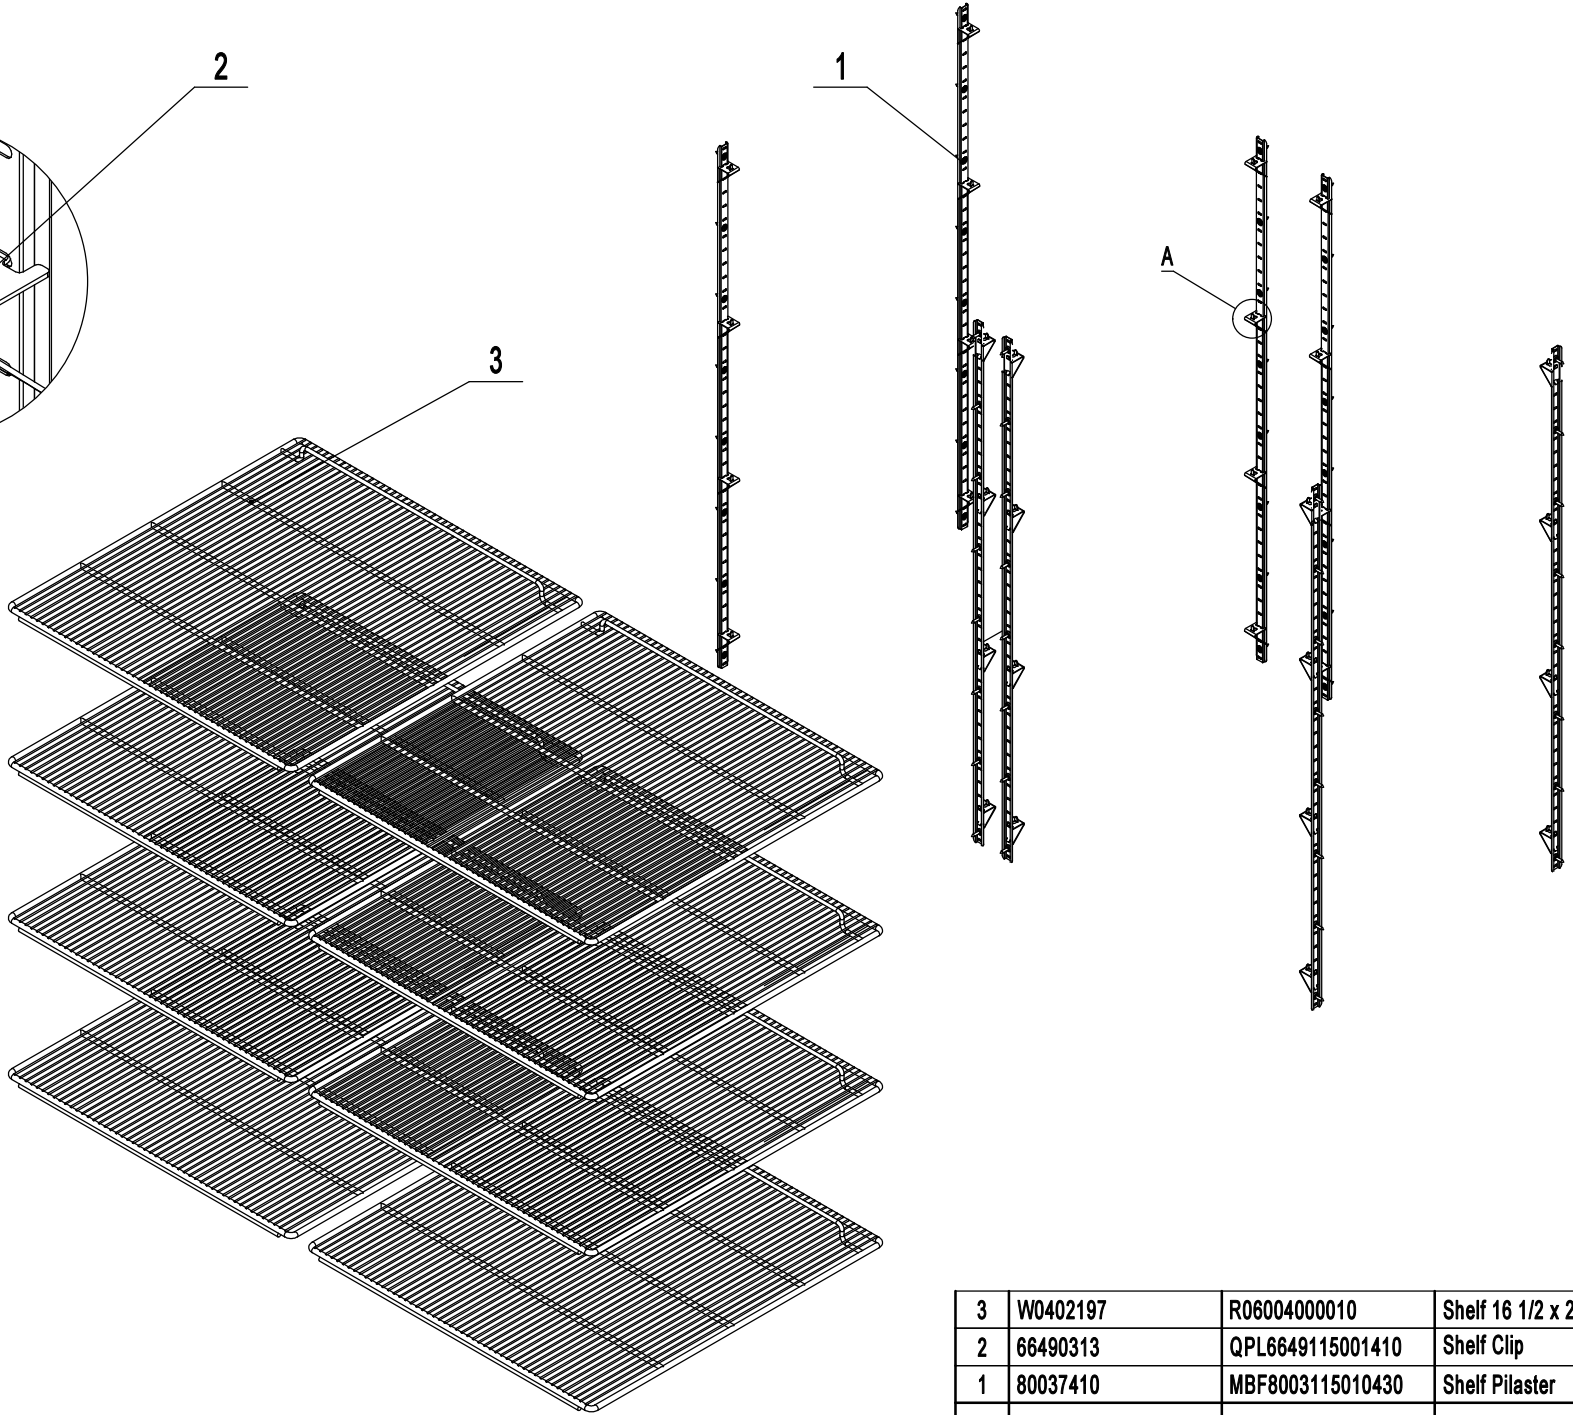 2
1
A
3
3 W0402197 R06004000010 Shelf 16 1/2 x 2
2 66490313 QPL6649115001410 Shelf Clip
1 80037410 MBF8003115010430 Shelf Pilaster